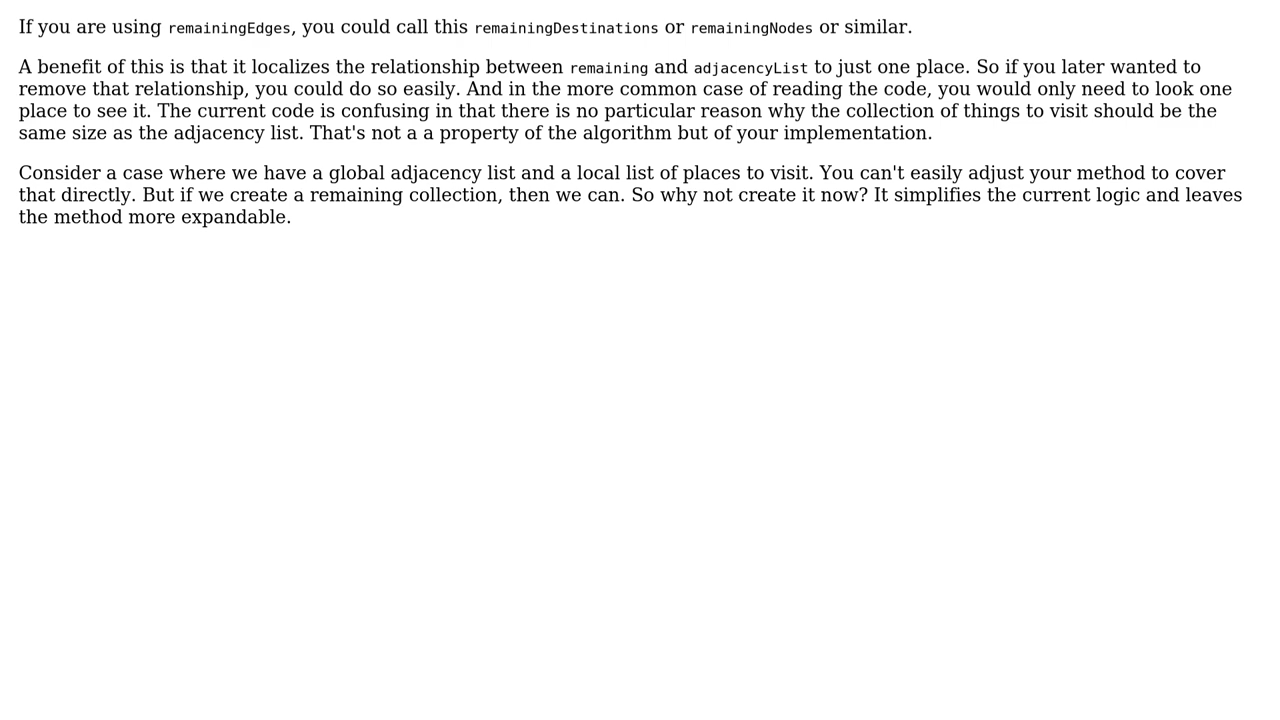 If you are using remainingEdges, you could call this remainingDestinations or remainingNodes or similar.
A benefit of this is that it localizes the relationship between remaining and adjacencyList to just one place. So if you later wanted to
remove that relationship, you could do so easily. And in the more common case of reading the code, you would only need to look one
place to see it. The current code is confusing in that there is no particular reason why the collection of things to visit should be the
same size as the adjacency list. That's not a a property of the algorithm but of your implementation.
Consider a case where we have a global adjacency list and a local list of places to visit. You can't easily adjust your method to cover
that directly. But if we create a remaining collection, then we can. So why not create it now? It simplifies the current logic and leaves
the method more expandable.